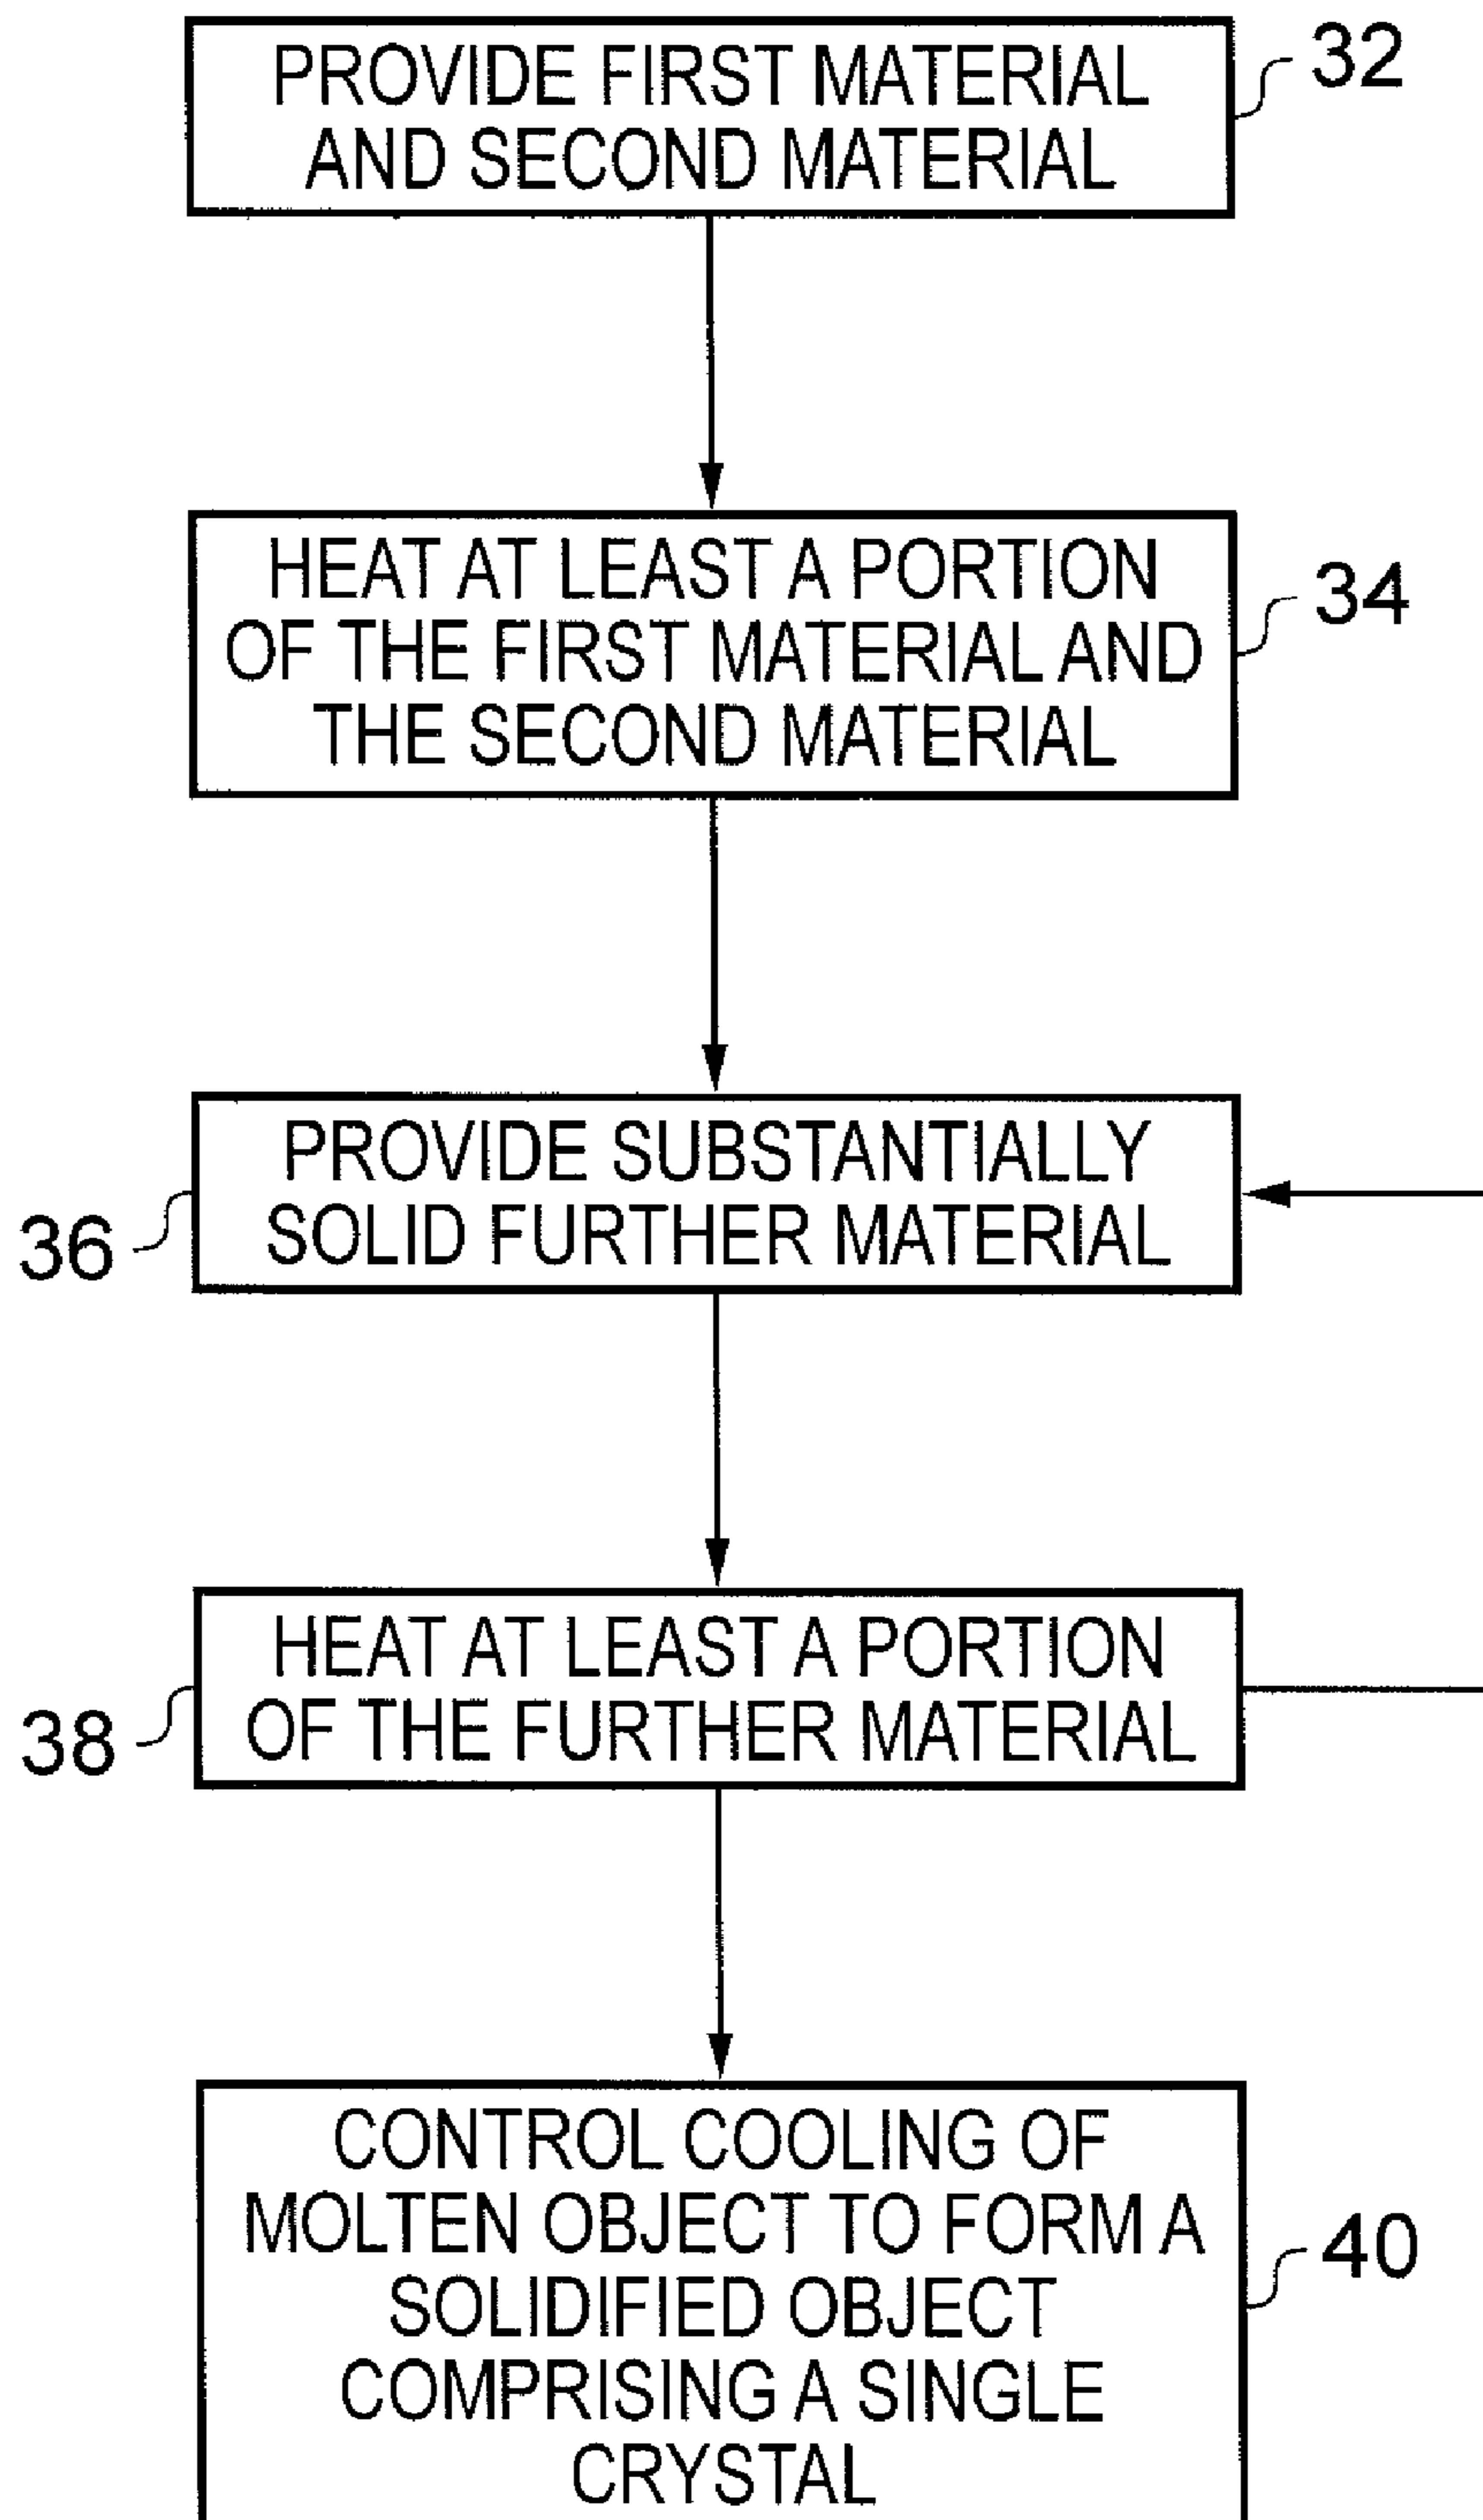 PROVIDE FIRST MATERIAL
AND SECOND MATERIAL
32
HEAT AT LEAST A PORTION
OF THE FIRST MATERIAL AND
THE SECOND MATERIAL
34
PROVIDE SUBSTANTIALLY
SOLID FURTHER MATERIAL
36
HEAT AT LEAST A PORTION
OF THE FURTHER MATERIAL
38
CONTROL COOLING OF
MOLTEN OBJECT TO FORM A
SOLIDIFIED OBJECT
COMPRISING A SINGLE
CRYSTAL
40